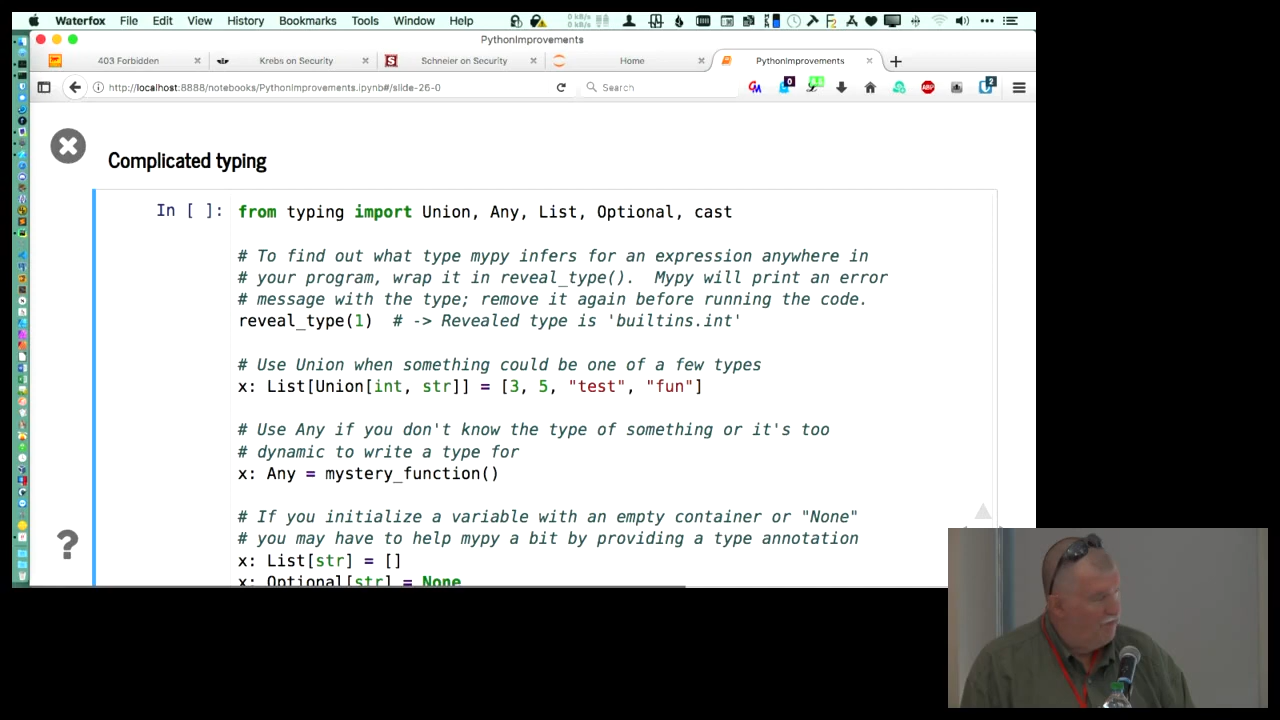 Waterfox File Edit View History Bookmarks Tools Window Help
0 kB/s
0 kB/s
PythonImprovements
403 Forbidden
Krebs on Security
Schneier on Security
Home
PythonImprovements
http://localhost:8888/notebooks/PythonImprovements.ipynb#/slide-26-0
Search
Complicated typing
In [ ]:
from typing import Union, Any, List, Optional, cast
# To find out what type mypy infers for an expression anywhere in
# your program, wrap it in reveal_type(). Mypy will print an error
# message with the type; remove it again before running the code.
reveal_type(1) # -> Revealed type is 'builtins.int'
# Use Union when something could be one of a few types
x: List[Union[int, str]] = [3, 5, "test", "fun"]
# Use Any if you don't know the type of something or it's too
# dynamic to write a type for
x: Any = mystery_function()
# If you initialize a variable with an empty container or "None"
# you may have to help mypy a bit by providing a type annotation
x: List[str] = []
x: Optional[str] = None
?